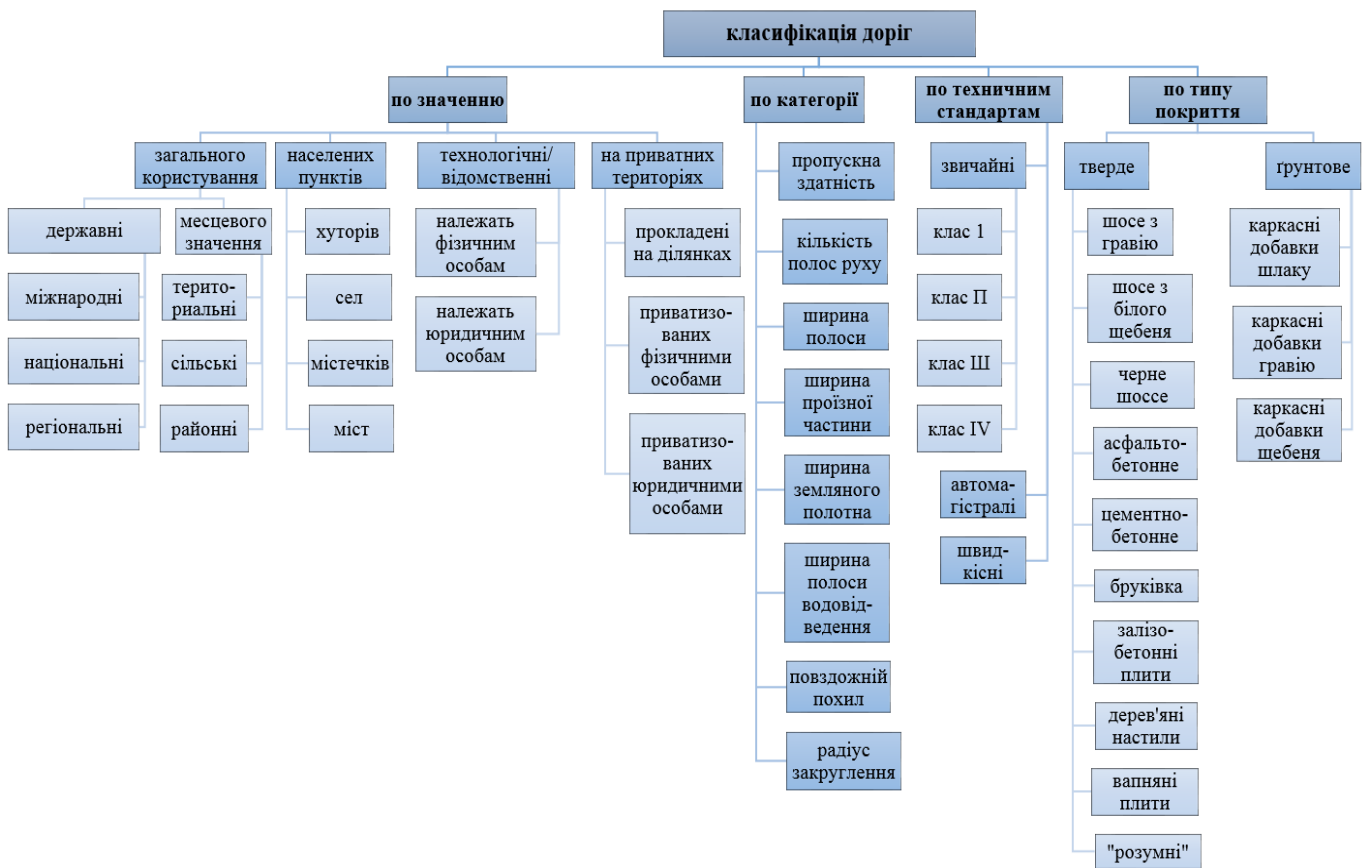 класифікація доріг
по значенню
загального
користування
державні
міжнародні
національні
регіональні
месцевого
значення
терито-
риальні
сільські
районні
населених
пунктів
хуторів
сел
містечків
міст
технологічні/
відомственні
належать
фізичним
особам
належать
юридичним
особам
на приватних
територіях
прокладені
на ділянках
приватизо-
ваних
фізичними
особами
приватизо-
ваних
юридичними
особами
по категорії
пропускна
здатність
кількість
полос руху
ширина
полоси
ширина
проїзної
частини
ширина
земляного
полотна
ширина
полоси
водовід-
ведення
повздожній
похил
радіус
закруглення
по техничним
стандартам
звичайні
клас 1
клас П
клас Ш
клас IV
автома-
гістралі
швид-
кісні
по типу
покриття
тверде
шосе з
гравію
шосе з
білого
щебеня
черне
шоссе
асфальто-
бетонне
цементно-
бетонне
бруківка
залізо-
бетонні
плити
дерев'яні
настили
вапняні
плити
"розумні"
ґрунтове
каркасні
добавки
шлаку
каркасні
добавки
гравію
каркасні
добавки
щебеня